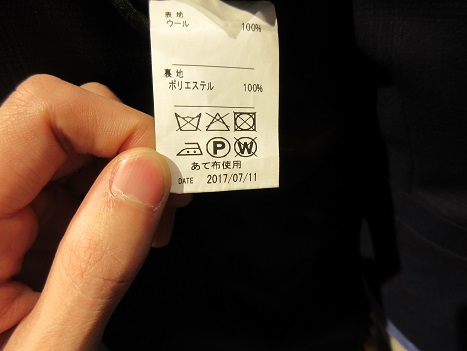 表地
ウール 100%
裏地
ポリエステル 100%
P W
あて布使用
DATE 2017/07/11